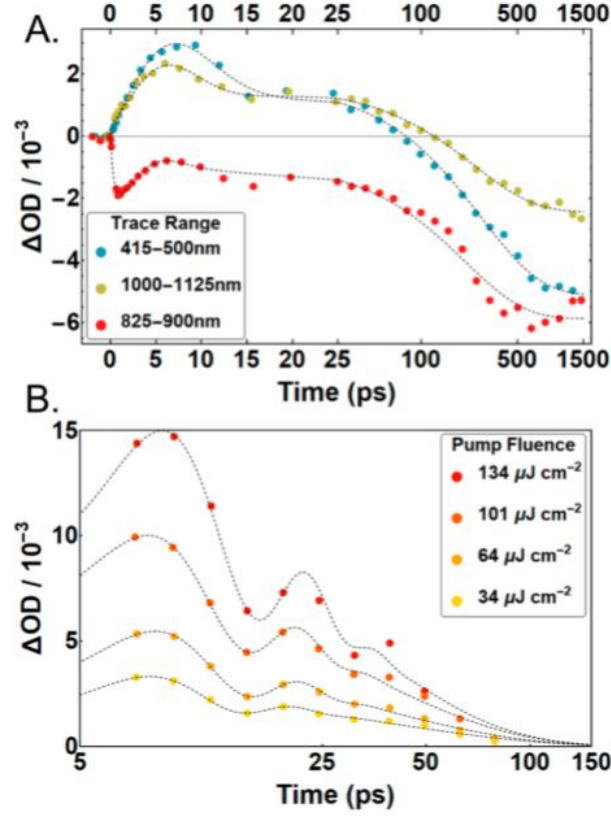 A.
0 5 10 15 20 25 100 500 1500
ΔOD / 10⁻³
2
0
-2
-4
-6
Trace Range
415–500nm
1000–1125nm
825–900nm
0 5 10 15 20 25 100 500 1500
Time (ps)
B.
ΔOD / 10⁻³
15
10
5
0
Pump Fluence
134 μJ cm⁻²
101 μJ cm⁻²
64 μJ cm⁻²
34 μJ cm⁻²
5 25 50 100 150
Time (ps)